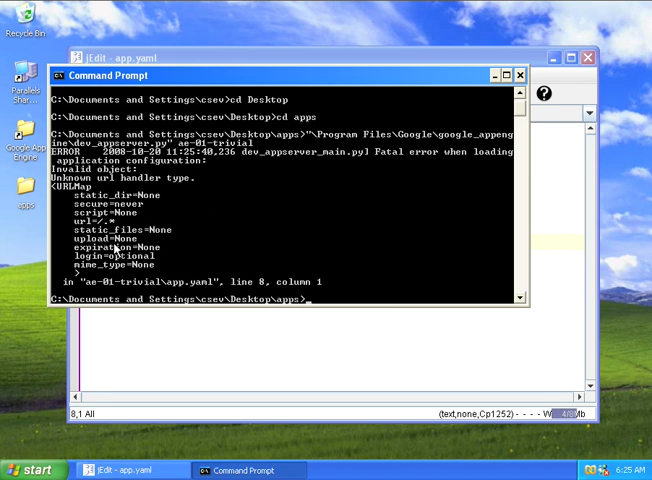 Recycle Bin
Parallels
Shar...
Google App
Engine
apps
jEdit - app.yaml
Command Prompt
C:\Documents and Settings\csev>cd Desktop
C:\Documents and Settings\csev\Desktop>cd apps
C:\Documents and Settings\csev\Desktop\apps>"\Program Files\Google\google_appeng
ine\dev_appserver.py" ae-01-trivial
ERROR    2008-10-20 11:25:40,236 dev_appserver_main.py] Fatal error when loading
 application configuration:
Invalid object:
Unknown url handler type.
<URLMap
    static_dir=None
    secure=never
    script=None
    url=/.*
    static_files=None
    upload=None
    expiration=None
    login=optional
    mime_type=None
    >
  in "ae-01-trivial\app.yaml", line 8, column 1
C:\Documents and Settings\csev\Desktop\apps>_
8,1 All
(text,none,Cp1252) - - - - W 4/8Mb
start
jEdit - app.yaml
Command Prompt
6:25 AM